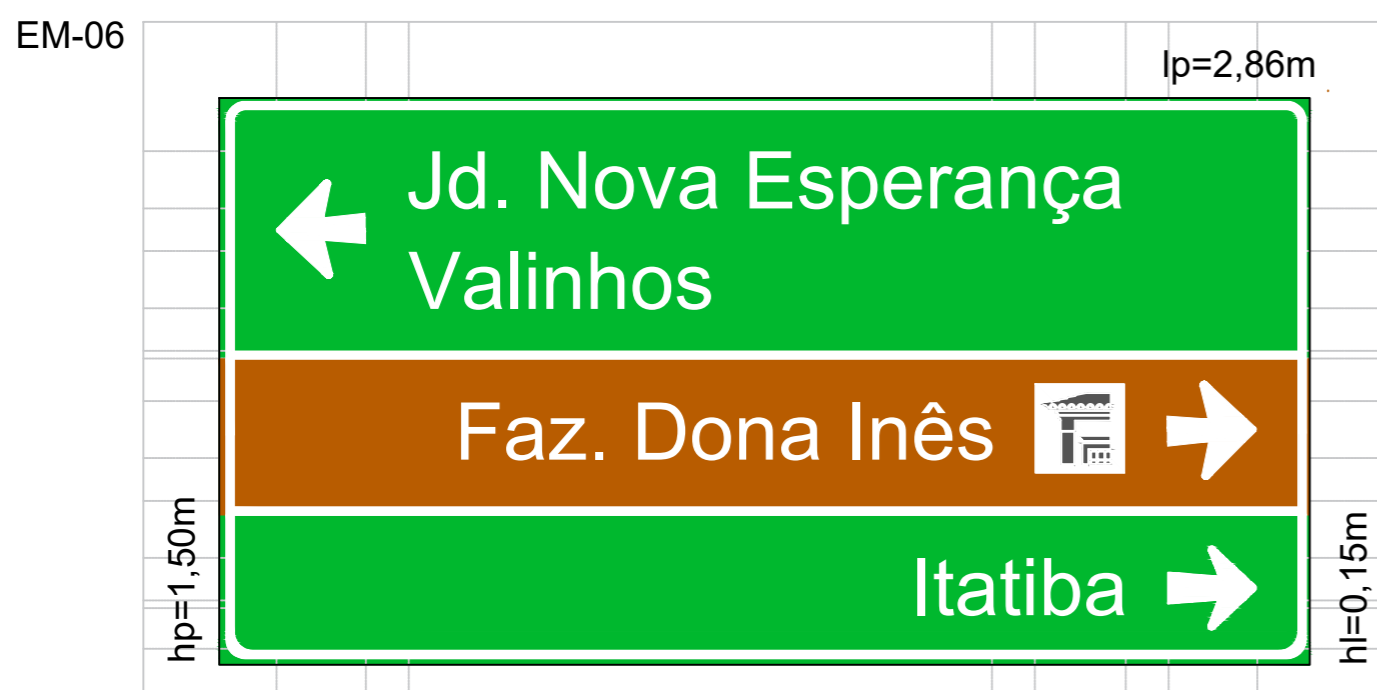 EM-06
lp=2,86m
Jd. Nova Esperança
Valinhos
Faz. Dona Inês
Itatiba
hp=1,50m
hl=0,15m